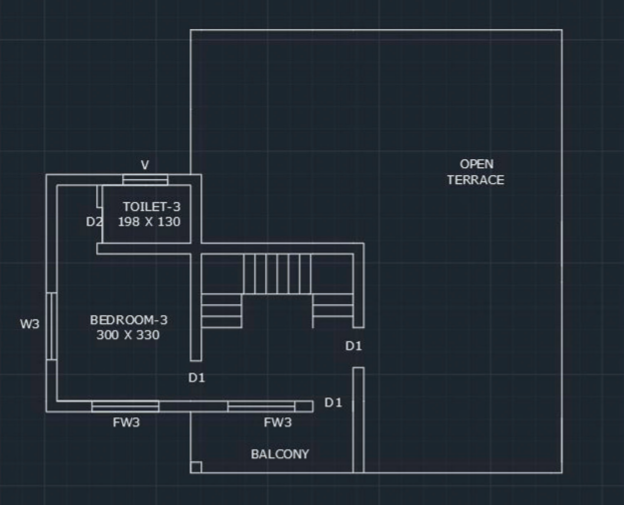 OPEN
TERRACE
V
TOILET-3
D2
198 X 130
W3
BEDROOM-3
300 X 330
D1
D1
D1
FW3
FW3
BALCONY